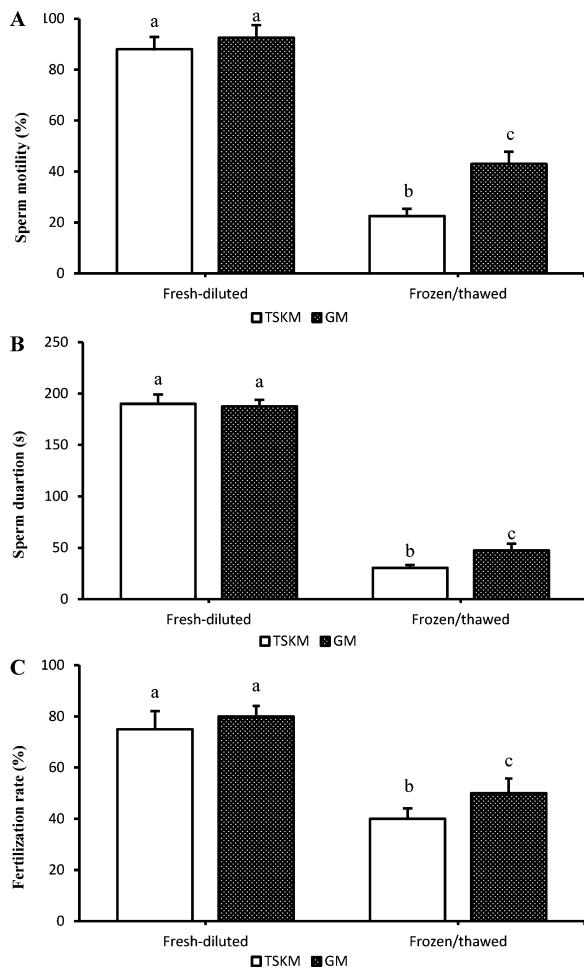 A
100
80
60
40
20
0
Sperm motility (%)
a
a
b
c
Fresh-diluted
Frozen/thawed
TSKM GM
B
250
200
150
100
50
0
Sperm duartion (s)
a
a
b
c
Fresh-diluted
Frozen/thawed
TSKM GM
C
100
80
60
40
20
0
Fertilization rate (%)
a
a
b
c
Fresh-diluted
Frozen/thawed
TSKM GM